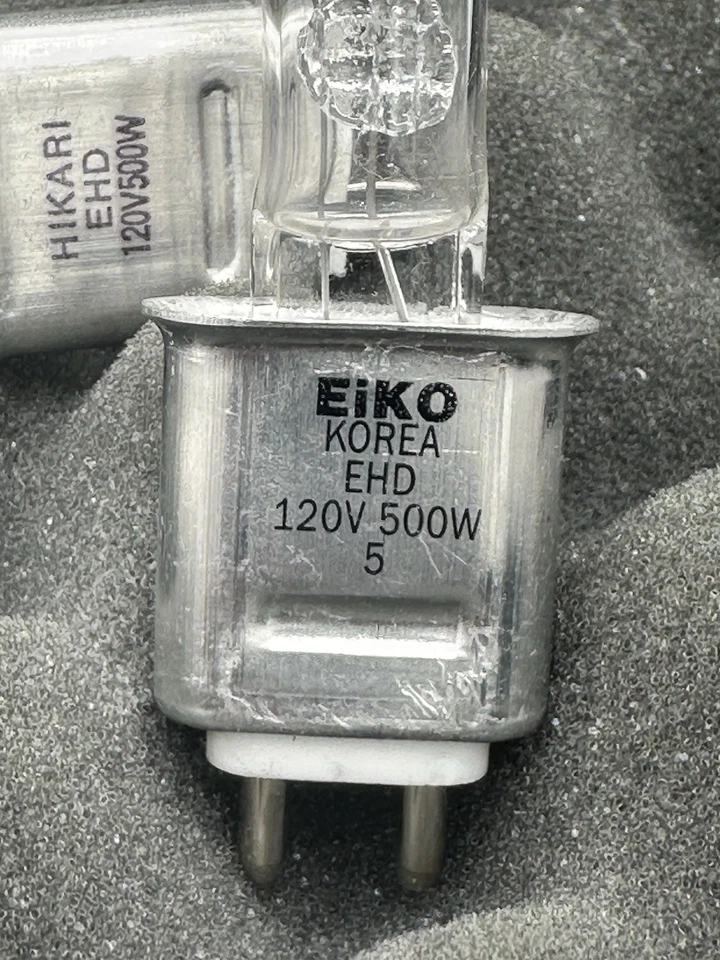 HIKARI
EHD
120V500W
EiKO
KOREA
EHD
120V 500W
5